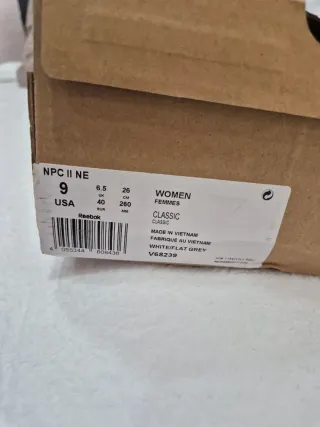 NPC II NE
9 6.5 26
UK CM
USA 40 260
EUR MM
Reebok
WOMEN
FEMMES
CLASSIC
CLASSIC
MADE IN VIETNAM
FABRIQUÉ AU VIETNAM
WHITE/FLAT GREY
V68239